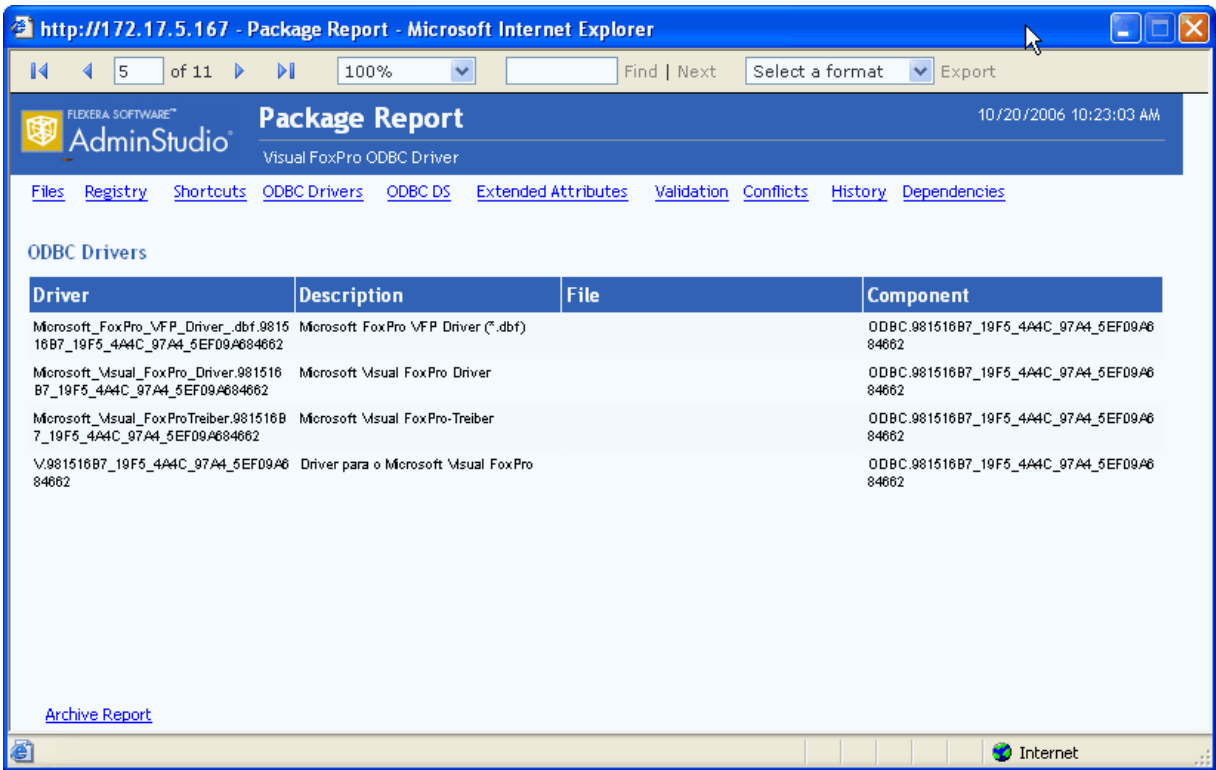 http://172.17.5.167 - Package Report - Microsoft Internet Explorer
5 of 11 100% Find | Next Select a format Export
FLEXERA SOFTWARE™
AdminStudio®
Package Report
10/20/2006 10:23:03 AM
Visual FoxPro ODBC Driver
Files Registry Shortcuts ODBC Drivers ODBC DS Extended Attributes Validation Conflicts History Dependencies
ODBC Drivers
Driver Description File Component
Microsoft_FoxPro_VFP_Driver_.dbf.9815 Microsoft FoxPro VFP Driver (*.dbf) ODBC.981516B7_19F5_4A4C_97A4_5EF09A6
16B7_19F5_4A4C_97A4_5EF09A684662 84662
Microsoft_Visual_FoxPro_Driver.981516 Microsoft Visual FoxPro Driver ODBC.981516B7_19F5_4A4C_97A4_5EF09A6
B7_19F5_4A4C_97A4_5EF09A684662 84662
Microsoft_Visual_FoxProTreiber.981516B Microsoft Visual FoxPro-Treiber ODBC.981516B7_19F5_4A4C_97A4_5EF09A6
7_19F5_4A4C_97A4_5EF09A684662 84662
V.981516B7_19F5_4A4C_97A4_5EF09A6 Driver para o Microsoft Visual FoxPro ODBC.981516B7_19F5_4A4C_97A4_5EF09A6
84662 84662
Archive Report
Internet